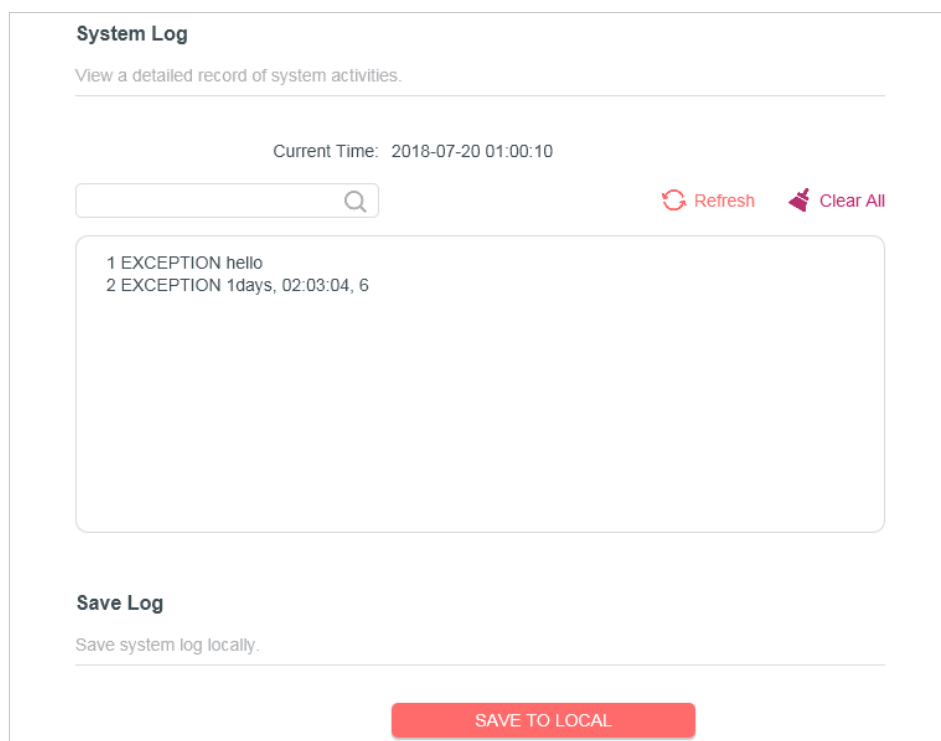 System Log
View a detailed record of system activities.
Current Time: 2018-07-20 01:00:10
Refresh Clear All
1 EXCEPTION hello
2 EXCEPTION 1days, 02:03:04, 6
Save Log
Save system log locally.
SAVE TO LOCAL